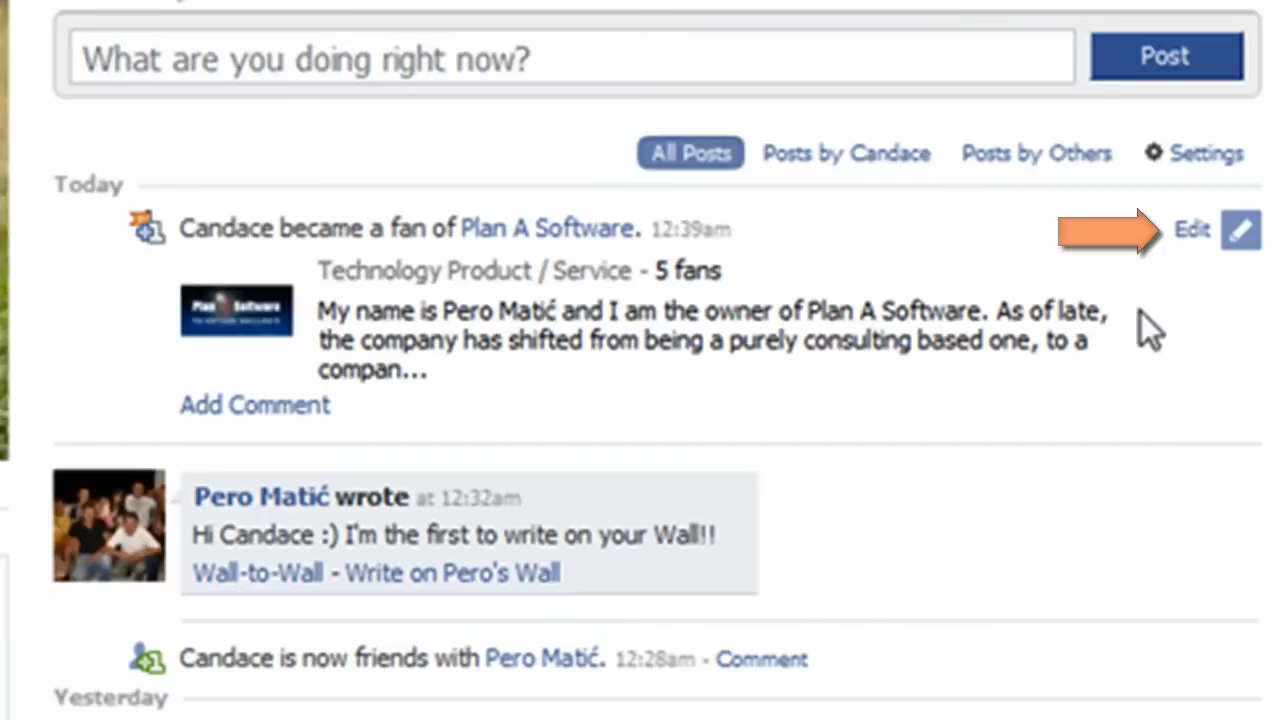 What are you doing right now?
Post
All Posts Posts by Candace Posts by Others Settings
Today
Candace became a fan of Plan A Software. 12:39am
Edit
Technology Product / Service - 5 fans
Plan Software
My name is Pero Matić and I am the owner of Plan A Software. As of late,
the company has shifted from being a purely consulting based one, to a
compan...
Add Comment
Pero Matić wrote at 12:32am
Hi Candace :) I'm the first to write on your Wall!!
Wall-to-Wall - Write on Pero's Wall
Candace is now friends with Pero Matić. 12:28am - Comment
Yesterday